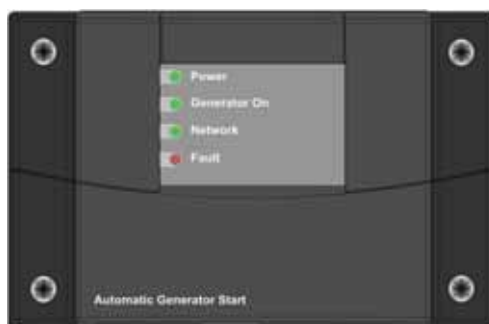 Power
Generator On
Network
Fault
Automatic Generator Start